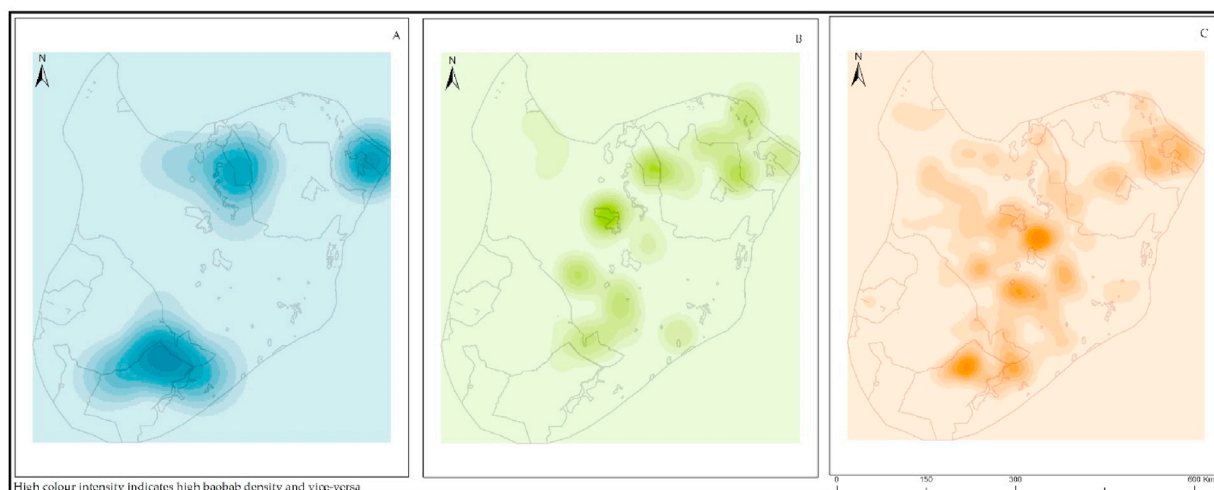 A
B
C
N
N
N
High colour intensity indicates high baobab density and vice-versa
0 150 300 600 Km